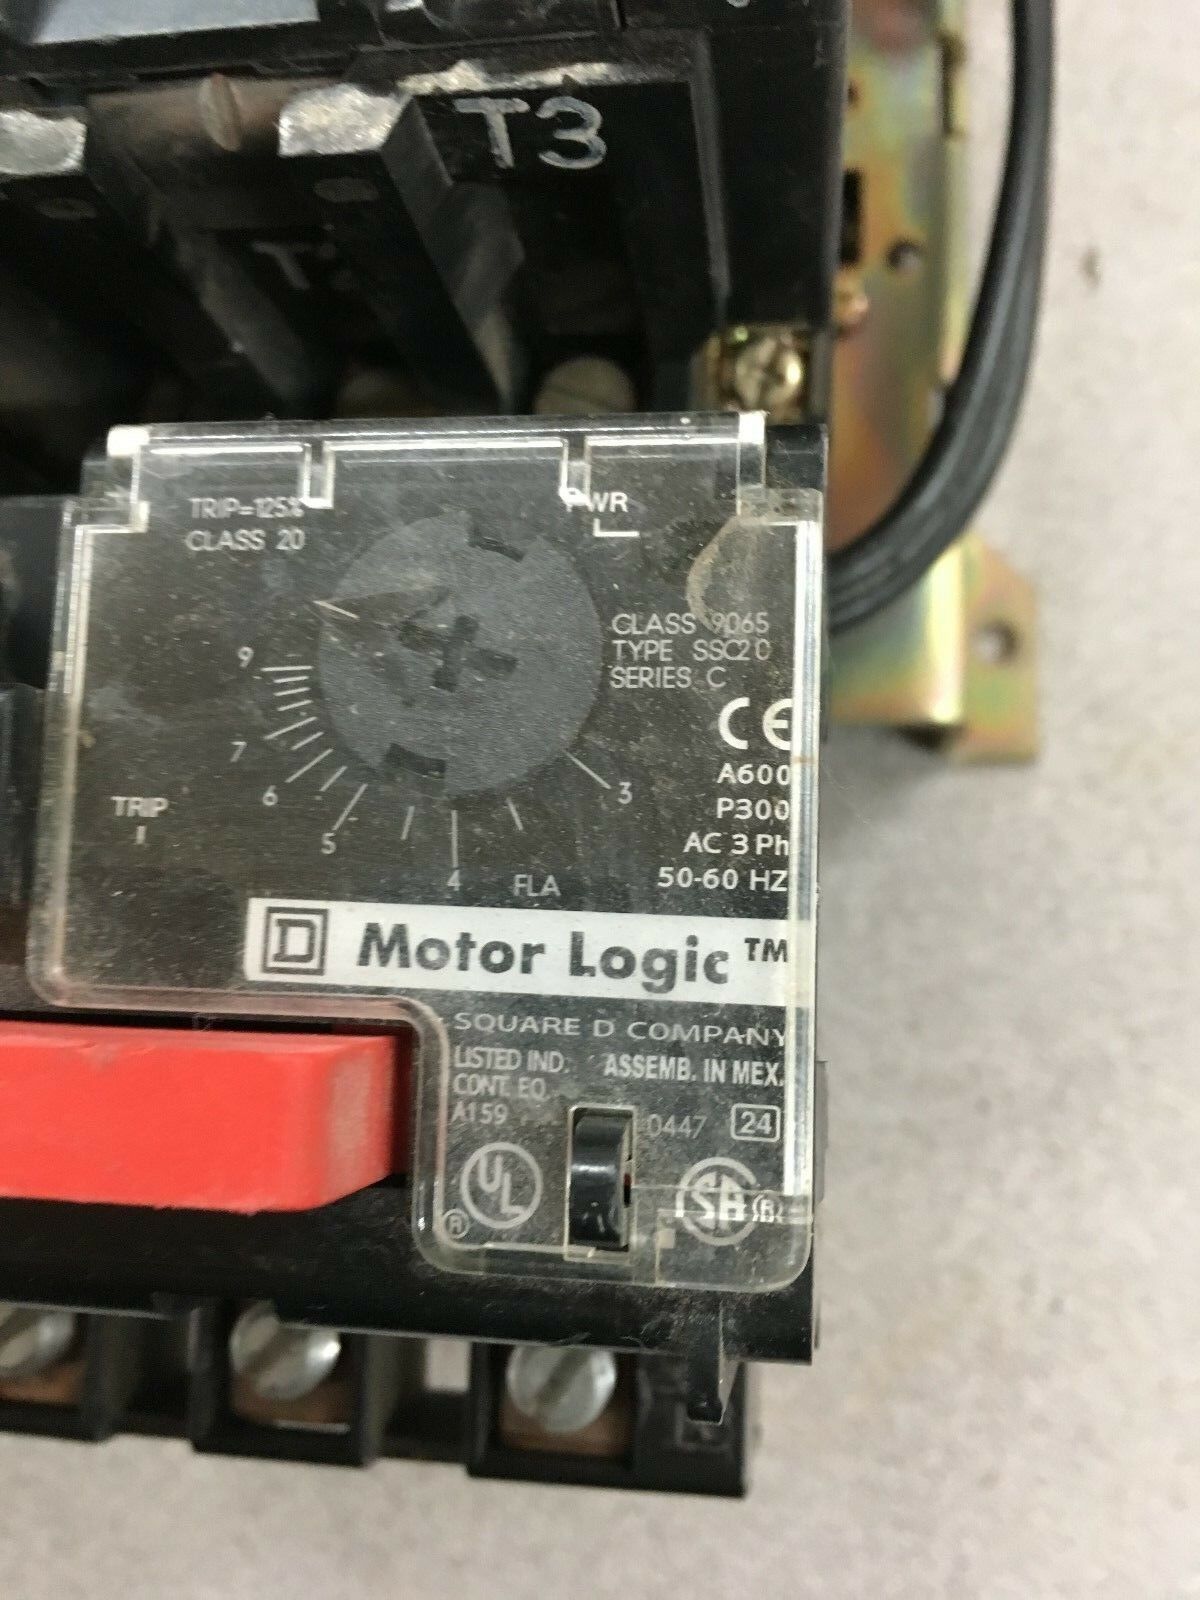 T3
TRIP=125%
CLASS 20
PWR
CLASS 9065
TYPE SSC20
SERIES C
9
7
6
5
4
3
FLA
TRIP
CE
A600
P300
AC 3 Ph
50-60 HZ
D Motor Logic™
SQUARE D COMPANY
LISTED IND. ASSEMB. IN MEX.
CONT. EQ.
A159 0447 24
UL ®
SA